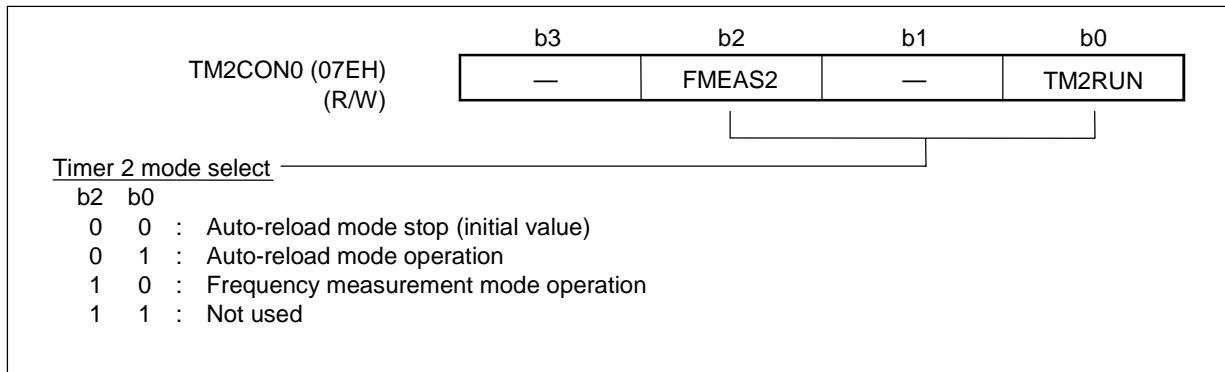 b3 b2 b1 b0
TM2CON0 (07EH) — FMEAS2 — TM2RUN
(R/W)
Timer 2 mode select
b2 b0
0 0 : Auto-reload mode stop (initial value)
0 1 : Auto-reload mode operation
1 0 : Frequency measurement mode operation
1 1 : Not used